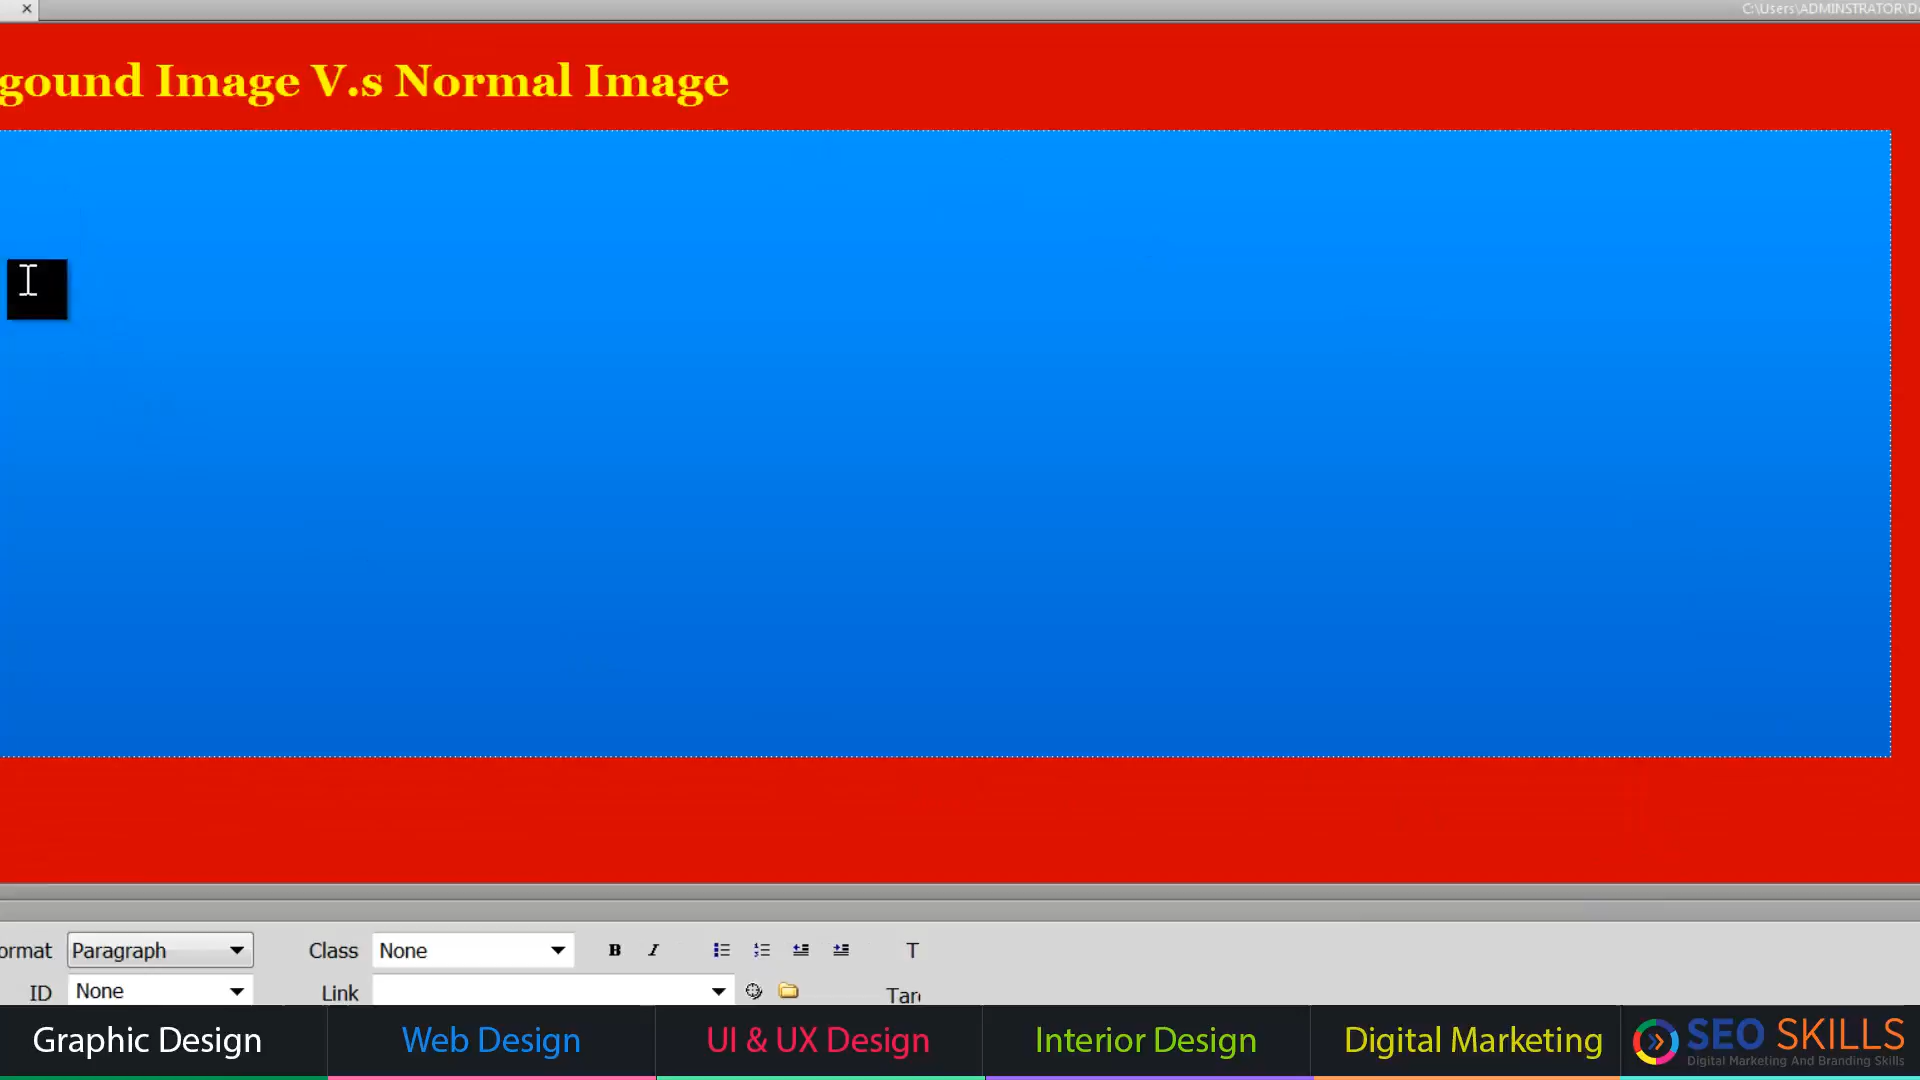 C:\Users\ADMINSTRATOR\D
gound Image V.s Normal Image
ormat Paragraph Class None B I T
ID None Link Tar
Graphic Design Web Design UI & UX Design Interior Design Digital Marketing SEO SKILLS
Digital Marketing And Branding Skills